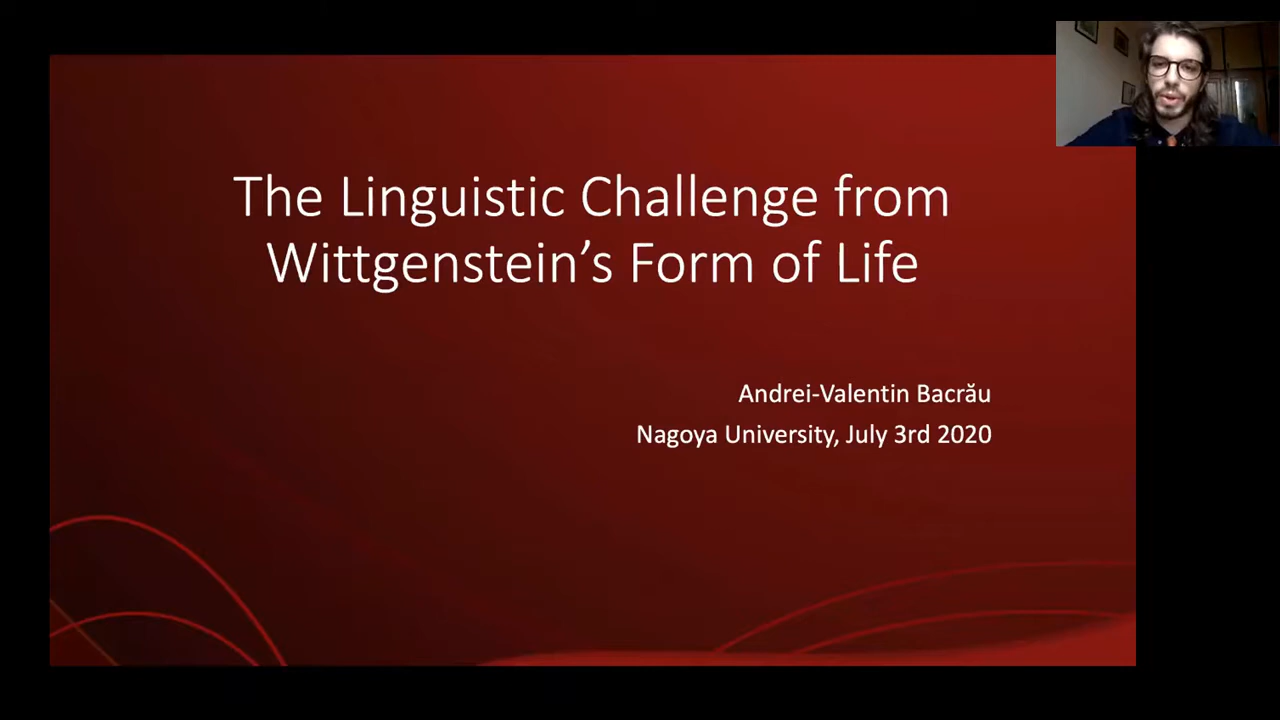 The Linguistic Challenge from
Wittgenstein’s Form of Life
Andrei-Valentin Bacrău
Nagoya University, July 3rd 2020